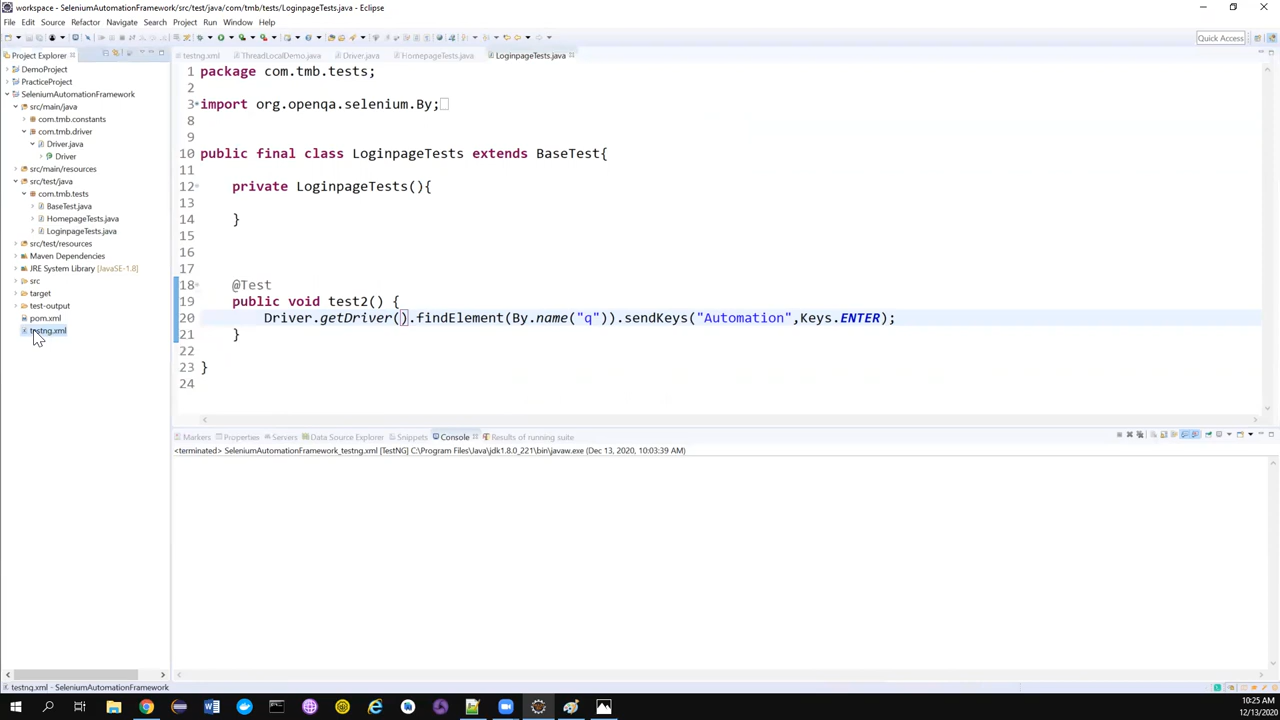 workspace - SeleniumAutomationFramework/src/test/java/com/tmb/tests/LoginpageTests.java - Eclipse
File Edit Source Refactor Navigate Search Project Run Window Help
Quick Access
Project Explorer
testng.xml ThreadLocalDemo.java Driver.java HomepageTests.java LoginpageTests.java
DemoProject
PracticeProject
SeleniumAutomationFramework
src/main/java
com.tmb.constants
com.tmb.driver
Driver.java
Driver
src/main/resources
src/test/java
com.tmb.tests
BaseTest.java
HomepageTests.java
LoginpageTests.java
src/test/resources
Maven Dependencies
JRE System Library [JavaSE-1.8]
src
target
test-output
pom.xml
testng.xml
1 package com.tmb.tests;
2
3 import org.openqa.selenium.By;
8
9
10 public final class LoginpageTests extends BaseTest{
11
12 private LoginpageTests(){
13
14 }
15
16
17
18 @Test
19 public void test2() {
20 Driver.getDriver().findElement(By.name("q")).sendKeys("Automation",Keys.ENTER);
21 }
22
23 }
24
Markers Properties Servers Data Source Explorer Snippets Console Results of running suite
<terminated> SeleniumAutomationFramework_testng.xml [TestNG] C:\Program Files\Java\jdk1.8.0_221\bin\javaw.exe (Dec 13, 2020, 10:03:39 AM)
testng.xml - SeleniumAutomationFramework
10:25 AM
12/13/2020